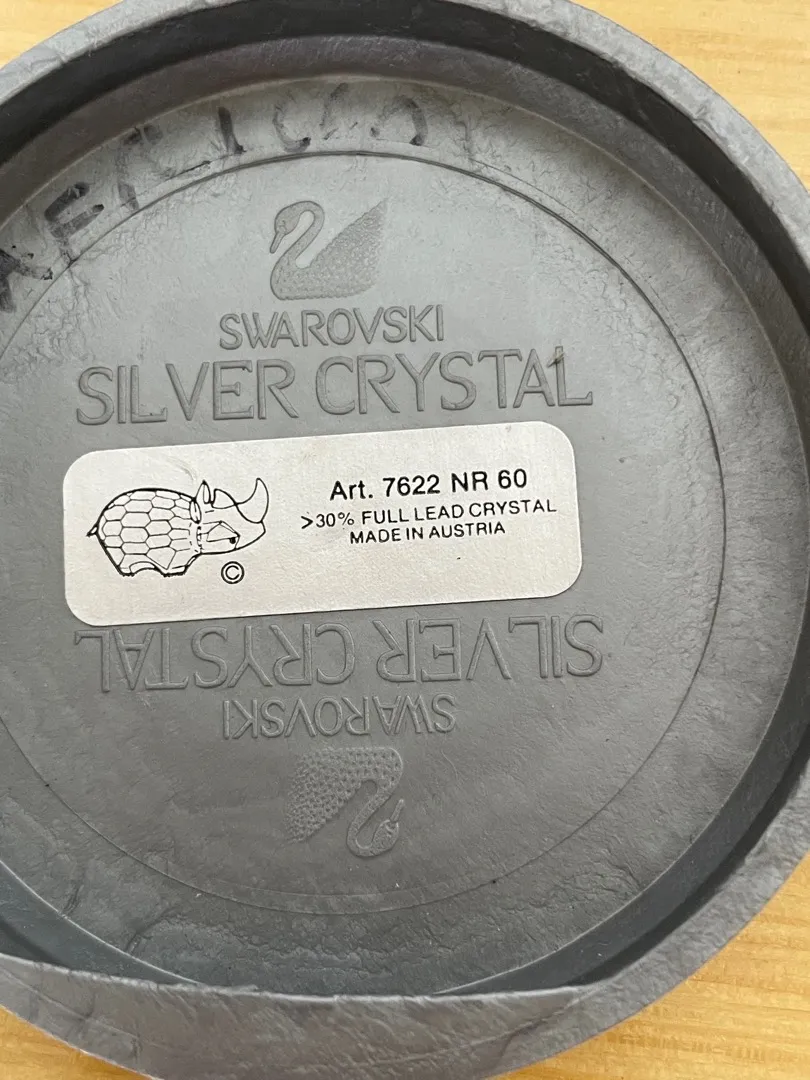 SWAROVSKI
SILVER CRYSTAL
Art. 7622 NR 60
>30% FULL LEAD CRYSTAL
MADE IN AUSTRIA
©
SILVER CRYSTAL
SWAROVSKI